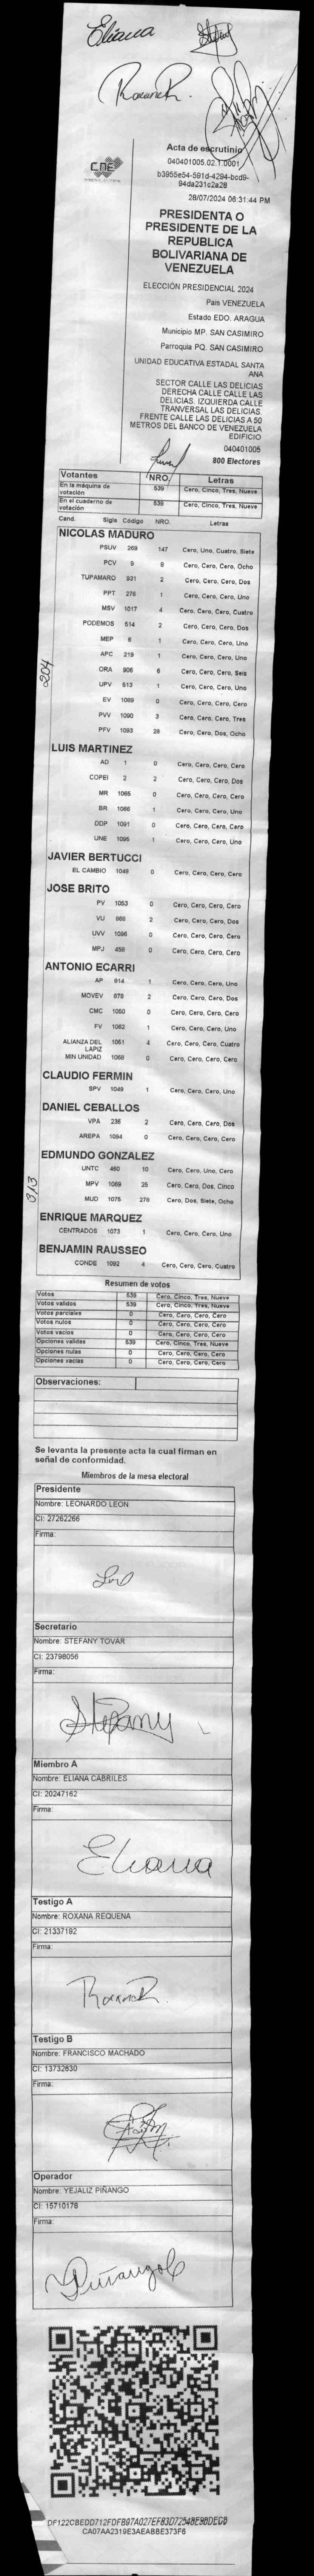 Eliana
RoxanaR.
CNE
Acta de escrutinio
040401005.02.1.0001
b3955e54-591d-4294-bcd9-
94da231c2a28
28/07/2024 06:31:44 PM
PRESIDENTA O
PRESIDENTE DE LA
REPUBLICA
BOLIVARIANA DE
VENEZUELA
ELECCIÓN PRESIDENCIAL 2024
Pais VENEZUELA
Estado EDO. ARAGUA
Municipio MP. SAN CASIMIRO
Parroquia PQ. SAN CASIMIRO
UNIDAD EDUCATIVA ESTADAL SANTA
ANA
SECTOR CALLE LAS DELICIAS
DERECHA CALLE CALLE LAS
DELICIAS. IZQUIERDA CALLE
TRANVERSAL LAS DELICIAS.
FRENTE CALLE LAS DELICIAS A 50
METROS DEL BANCO DE VENEZUELA
EDIFICIO
040401005
800 Electores
Votantes NRO. Letras
En la máquina de votación 539 Cero, Cinco, Tres, Nueve
En el cuaderno de votación 539 Cero, Cinco, Tres, Nueve
Cand. Sigla Código NRO. Letras
NICOLAS MADURO
PSUV 269 147 Cero, Uno, Cuatro, Siete
PCV 9 8 Cero, Cero, Cero, Ocho
TUPAMARO 931 2 Cero, Cero, Cero, Dos
PPT 276 1 Cero, Cero, Cero, Uno
MSV 1017 4 Cero, Cero, Cero, Cuatro
PODEMOS 514 2 Cero, Cero, Cero, Dos
MEP 6 1 Cero, Cero, Cero, Uno
APC 219 1 Cero, Cero, Cero, Uno
204
ORA 906 6 Cero, Cero, Cero, Seis
UPV 613 1 Cero, Cero, Cero, Uno
EV 1089 0 Cero, Cero, Cero, Cero
PVV 1090 3 Cero, Cero, Cero, Tres
PFV 1093 28 Cero, Cero, Dos, Ocho
LUIS MARTINEZ
AD 1 0 Cero, Cero, Cero, Cero
COPEI 2 2 Cero, Cero, Cero, Dos
MR 1065 0 Cero, Cero, Cero, Cero
BR 1066 1 Cero, Cero, Cero, Uno
DDP 1091 0 Cero, Cero, Cero, Cero
UNE 1095 1 Cero, Cero, Cero, Uno
JAVIER BERTUCCI
EL CAMBIO 1048 0 Cero, Cero, Cero, Cero
JOSE BRITO
PV 1053 0 Cero, Cero, Cero, Cero
VU 868 2 Cero, Cero, Cero, Dos
UVV 1096 0 Cero, Cero, Cero, Cero
MPJ 458 0 Cero, Cero, Cero, Cero
ANTONIO ECARRI
AP 814 1 Cero, Cero, Cero, Uno
MOVEV 878 2 Cero, Cero, Cero, Dos
CMC 1060 0 Cero, Cero, Cero, Cero
FV 1062 1 Cero, Cero, Cero, Uno
ALIANZA DEL LAPIZ 1051 4 Cero, Cero, Cero, Cuatro
MIN UNIDAD 1068 0 Cero, Cero, Cero, Cero
CLAUDIO FERMIN
SPV 1049 1 Cero, Cero, Cero, Uno
DANIEL CEBALLOS
VPA 236 2 Cero, Cero, Cero, Dos
AREPA 1094 0 Cero, Cero, Cero, Cero
EDMUNDO GONZALEZ
UNTC 460 10 Cero, Cero, Uno, Cero
MPV 1069 25 Cero, Cero, Dos, Cinco
313
MUD 1075 278 Cero, Dos, Siete, Ocho
ENRIQUE MARQUEZ
CENTRADOS 1073 1 Cero, Cero, Cero, Uno
BENJAMIN RAUSSEO
CONDE 1092 4 Cero, Cero, Cero, Cuatro
Resumen de votos
Votos 539 Cero, Cinco, Tres, Nueve
Votos validos 539 Cero, Cinco, Tres, Nueve
Votos parciales 0 Cero, Cero, Cero, Cero
Votos nulos 0 Cero, Cero, Cero, Cero
Votos vacios 0 Cero, Cero, Cero, Cero
Opciones validas 539 Cero, Cinco, Tres, Nueve
Opciones nulas 0 Cero, Cero, Cero, Cero
Opciones vacias 0 Cero, Cero, Cero, Cero
Observaciones:
Se levanta la presente acta la cual firman en
señal de conformidad.
Miembros de la mesa electoral
Presidente
Nombre: LEONARDO LEON
CI: 27262266
Firma:
Secretario
Nombre: STEFANY TOVAR
CI: 23798056
Firma:
Stefany
Miembro A
Nombre: ELIANA CABRILES
CI: 20247162
Firma:
Eliana
Testigo A
Nombre: ROXANA REQUENA
CI: 21337192
Firma:
RoxanaR.
Testigo B
Nombre: FRANCISCO MACHADO
CI: 13732630
Firma:
Operador
Nombre: YEJALIZ PIÑANGO
CI: 15710178
Firma:
CA07AA2319E3AEABBE373F6